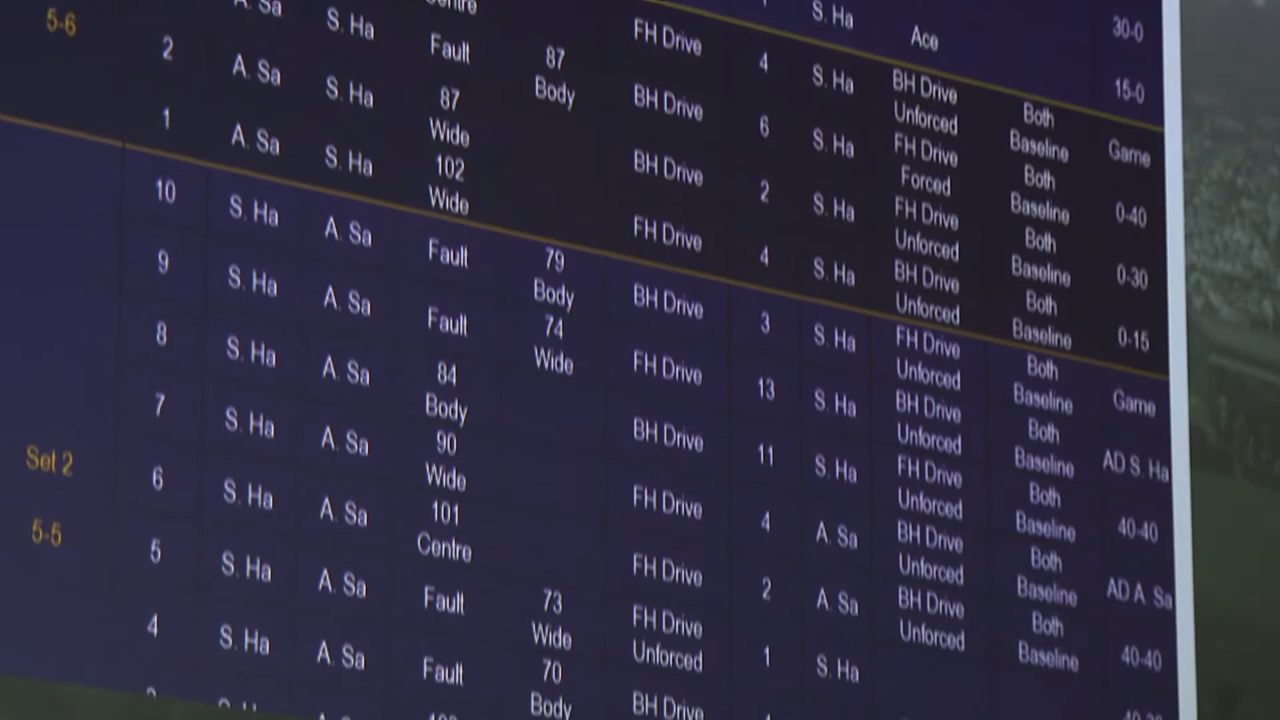 A. Sa S. Ha Centre S. Ha Ace 30-0
5-6 2 A. Sa S. Ha Fault 87 Body FH Drive 4 S. Ha BH Drive Unforced Both Baseline 15-0
1 A. Sa S. Ha 87 Wide BH Drive 6 S. Ha FH Drive Forced Both Baseline Game
102 Wide BH Drive 2 S. Ha FH Drive Unforced Both Baseline 0-40
10 S. Ha A. Sa Fault 79 Body FH Drive 4 S. Ha BH Drive Unforced Both Baseline 0-30
9 S. Ha A. Sa Fault 74 Wide BH Drive 3 S. Ha FH Drive Unforced Both Baseline 0-15
8 S. Ha A. Sa 84 Body FH Drive 13 S. Ha BH Drive Unforced Both Baseline Game
7 S. Ha A. Sa 90 Wide BH Drive 11 S. Ha FH Drive Unforced Both Baseline AD S. Ha
Set 2 6 S. Ha A. Sa 101 Centre FH Drive 4 A. Sa BH Drive Unforced Both Baseline 40-40
5-5 5 S. Ha A. Sa Fault 73 Wide FH Drive 2 A. Sa BH Drive Unforced Both Baseline AD A. Sa
4 S. Ha A. Sa Fault 70 Body FH Drive Unforced 1 S. Ha 40-40
BH Drive